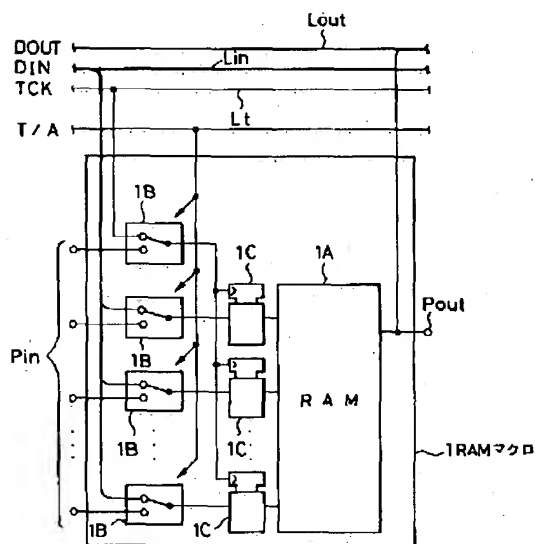 Lout
DOUT
DIN
Lin
TCK
Lt
T/A
1B
1C
1A
Pout
1B
Pin
RAM
1B
1C
1RAMマクロ
1B
1C